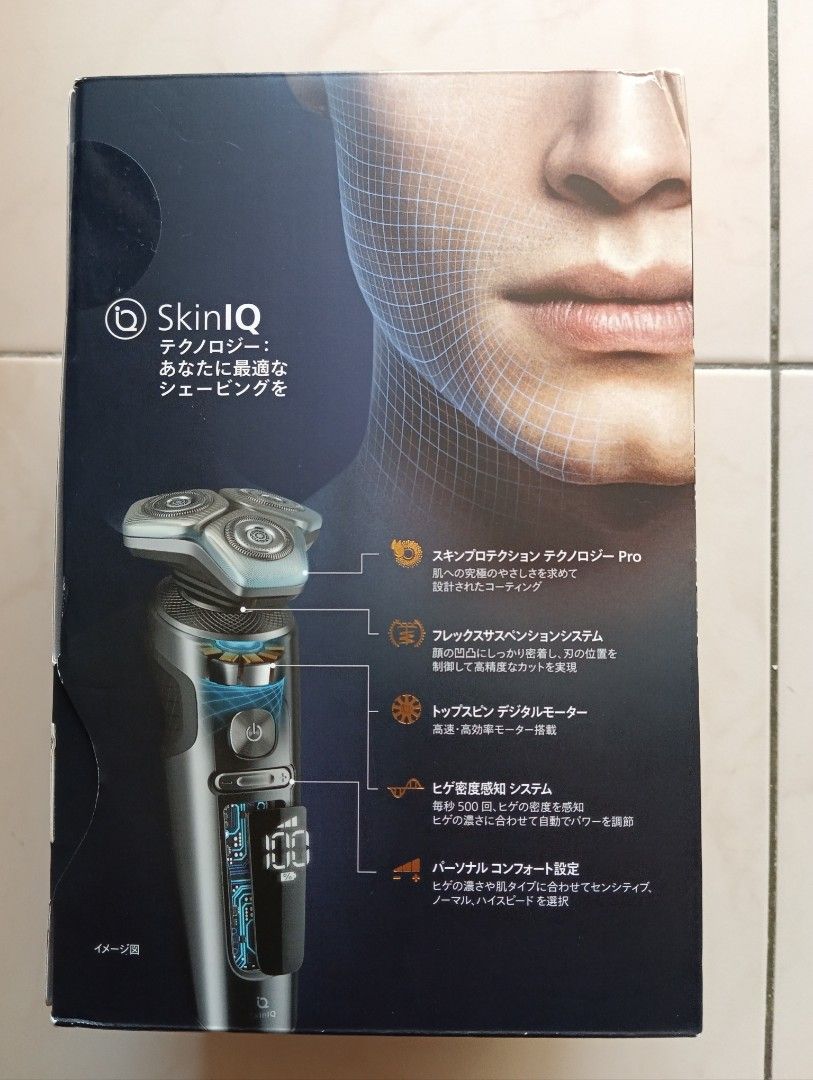 SkinIQ
テクノロジー：
あなたに最適な
シェービングを
スキンプロテクション テクノロジー Pro
肌への究極のやさしさを求めて
設計されたコーティング
フレックスサスペンションシステム
顔の凹凸にしっかり密着し、刃の位置を
制御して高精度なカットを実現
トップスピン デジタルモーター
高速・高効率モーター搭載
ヒゲ密度感知 システム
毎秒 500 回、ヒゲの密度を感知
ヒゲの濃さに合わせて自動でパワーを調節
パーソナル コンフォート設定
ヒゲの濃さや肌タイプに合わせてセンシティブ、
ノーマル、ハイスピード を選択
100
%
イメージ図
SkinIQ